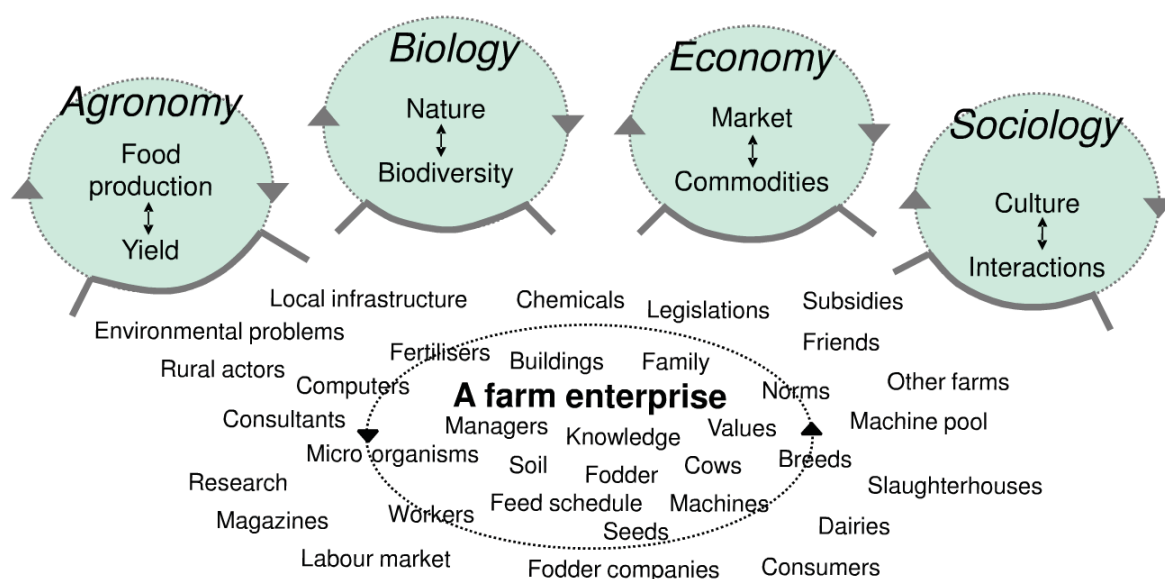 Agronomy
Food
production
Yield
Biology
Nature
Biodiversity
Economy
Market
Commodities
Sociology
Culture
Interactions
Local infrastructure
Chemicals
Legislations
Subsidies
Environmental problems
Friends
Fertilisers
Buildings
Family
Rural actors
Computers
A farm enterprise
Norms
Other farms
Consultants
Managers
Knowledge
Values
Machine pool
Micro organisms
Soil
Fodder
Cows
Breeds
Research
Slaughterhouses
Magazines
Workers
Feed schedule
Machines
Seeds
Dairies
Labour market
Fodder companies
Consumers